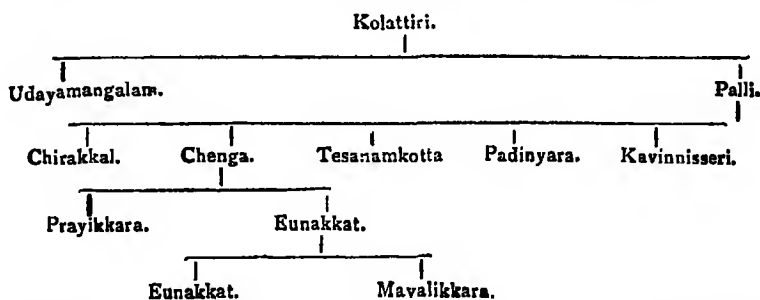 Kolattiri.
Udayamangalam. Palli.
Chirakkal. Chenga. Tesanamkotta Padinyara. Kavinnisseri.
Prayikkara. Eunakkat.
Eunakkat. Mavalikkara.